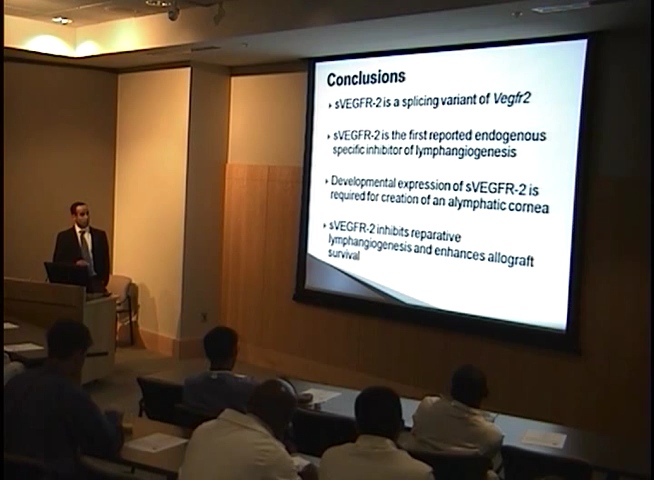 Conclusions
sVEGFR-2 is a splicing variant of Vegfr2
sVEGFR-2 is the first reported endogenous
specific inhibitor of lymphangiogenesis
Developmental expression of sVEGFR-2 is
required for creation of an alymphatic cornea
sVEGFR-2 inhibits reparative
lymphangiogenesis and enhances allograft
survival